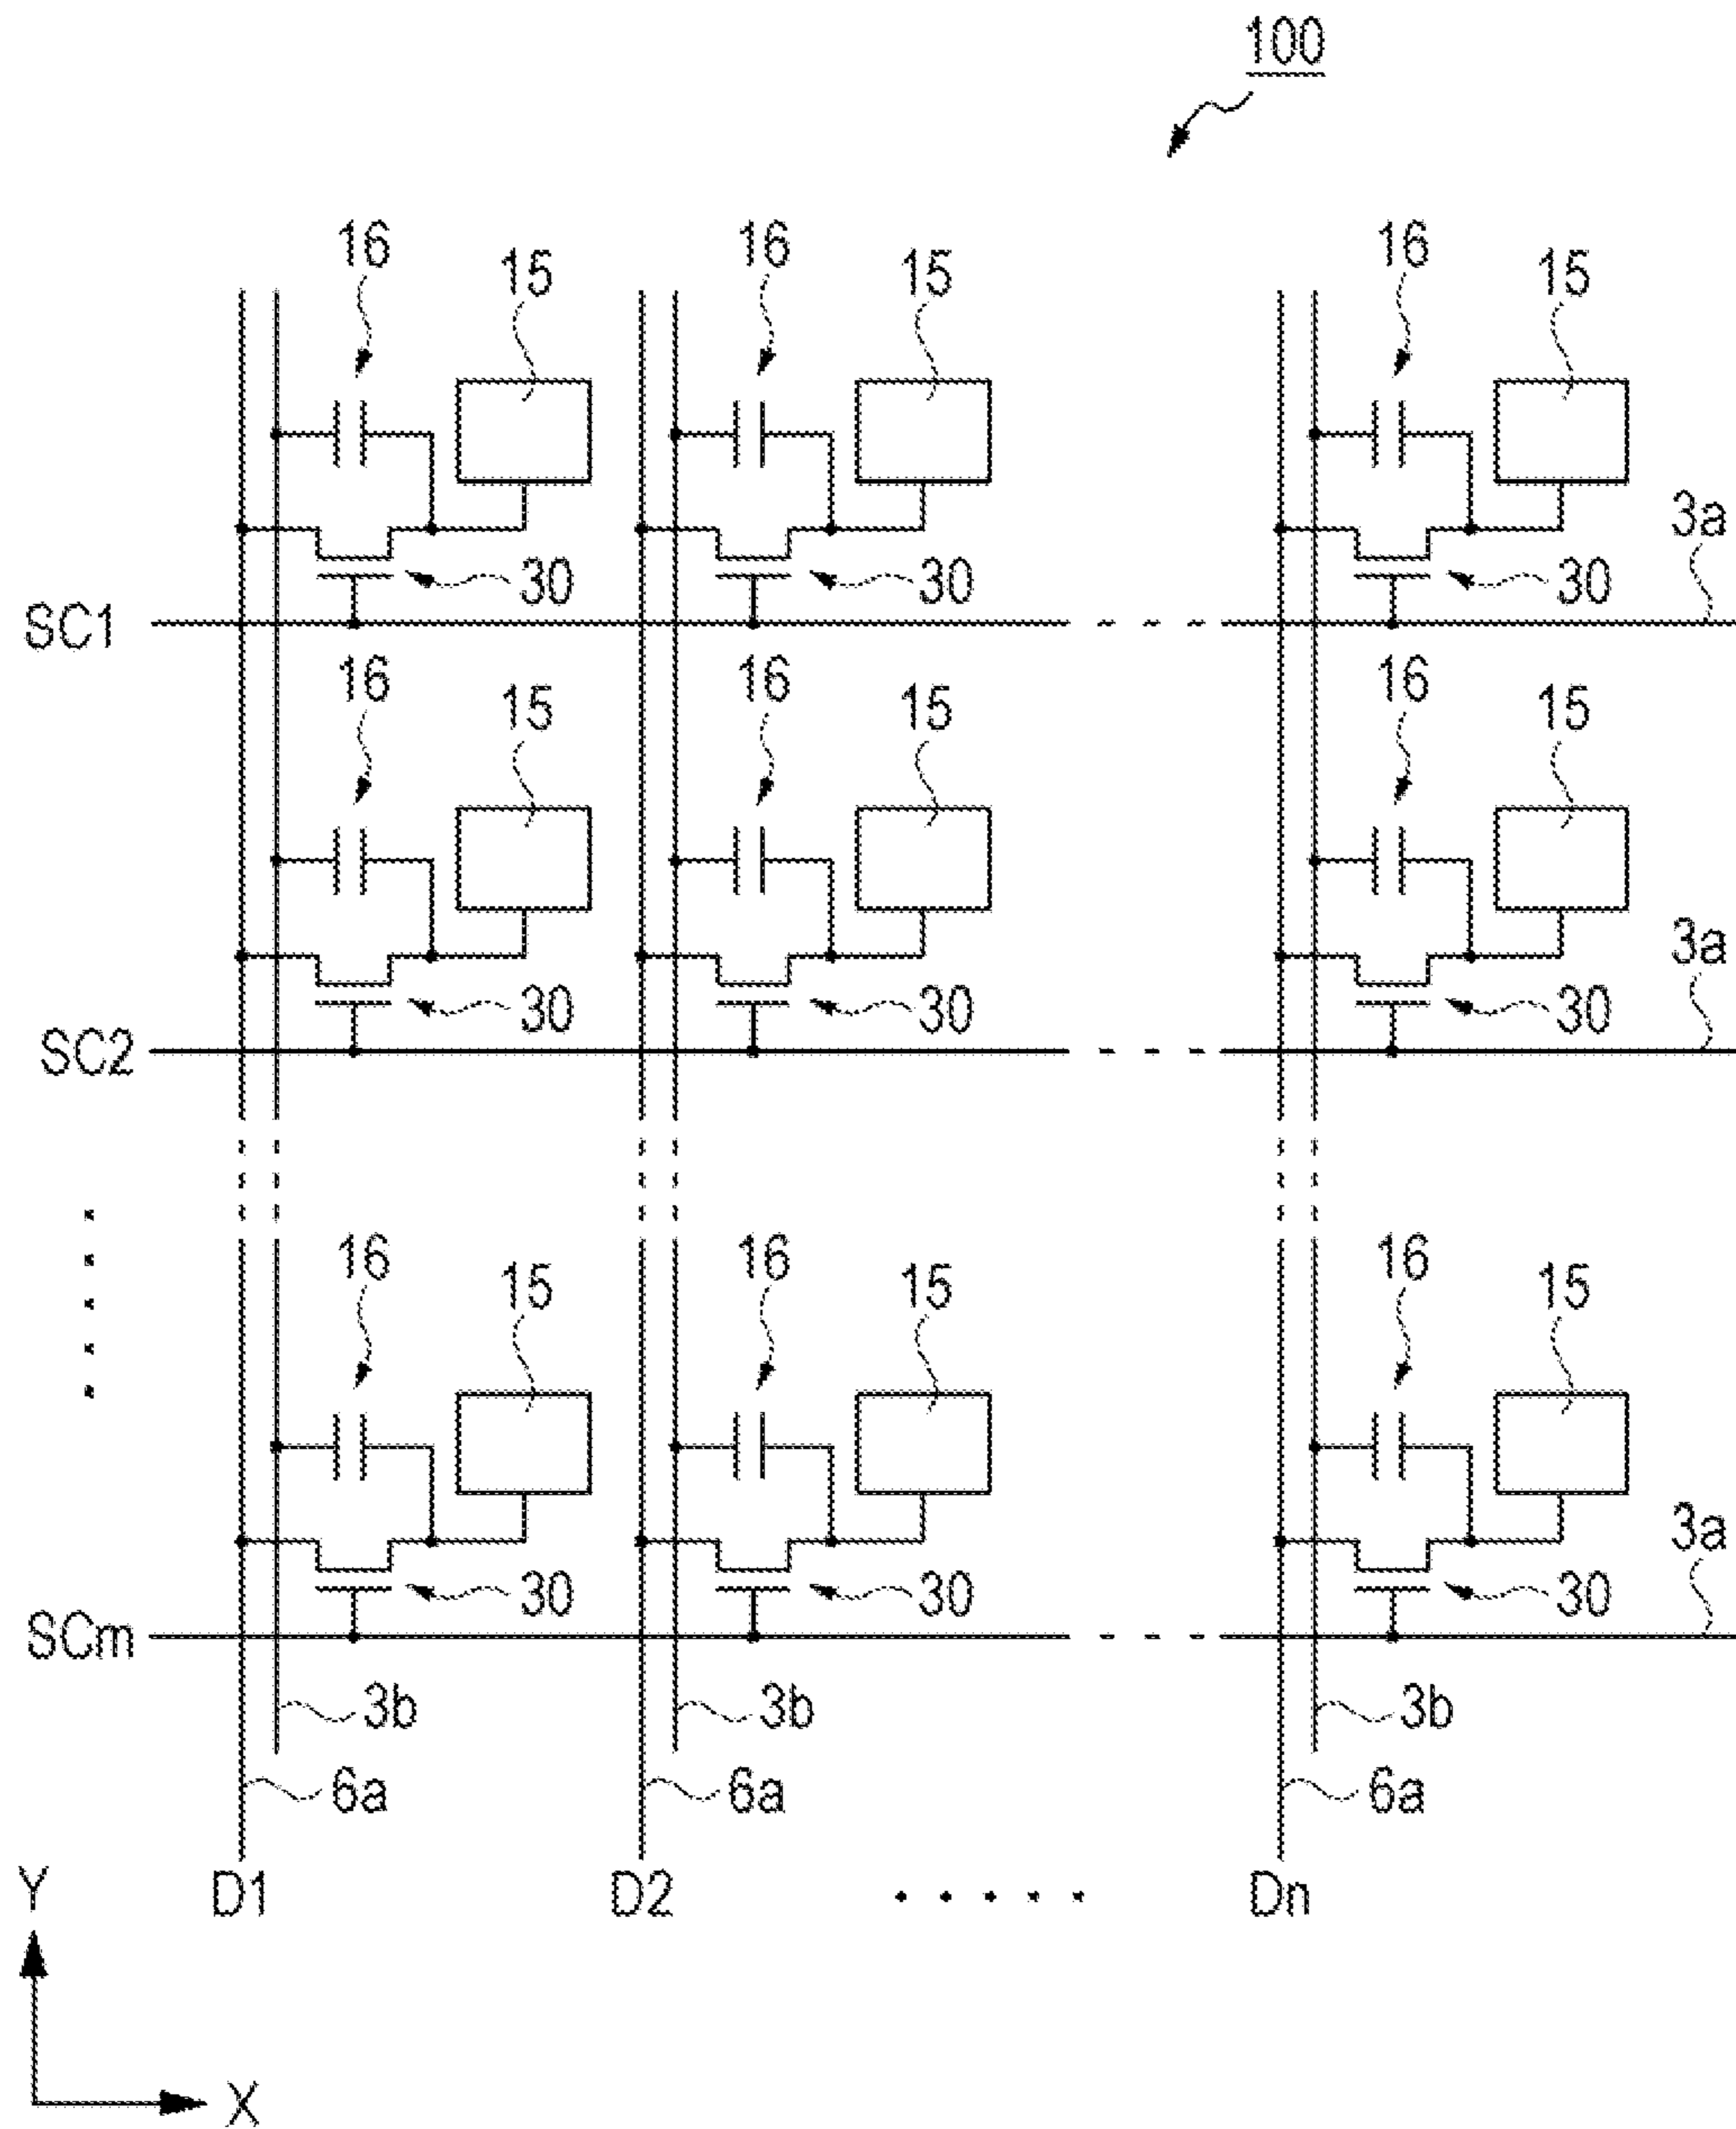 100
16 15 16 15 16 15
3a
30 30 30
SC1
16 15 16 15 16 15
3a
30 30 30
SC2
16 15 16 15 16 15
3a
30 30 30
SCm
3b 3b 3b
6a 6a 6a
Y D1 D2 ..... Dn
X